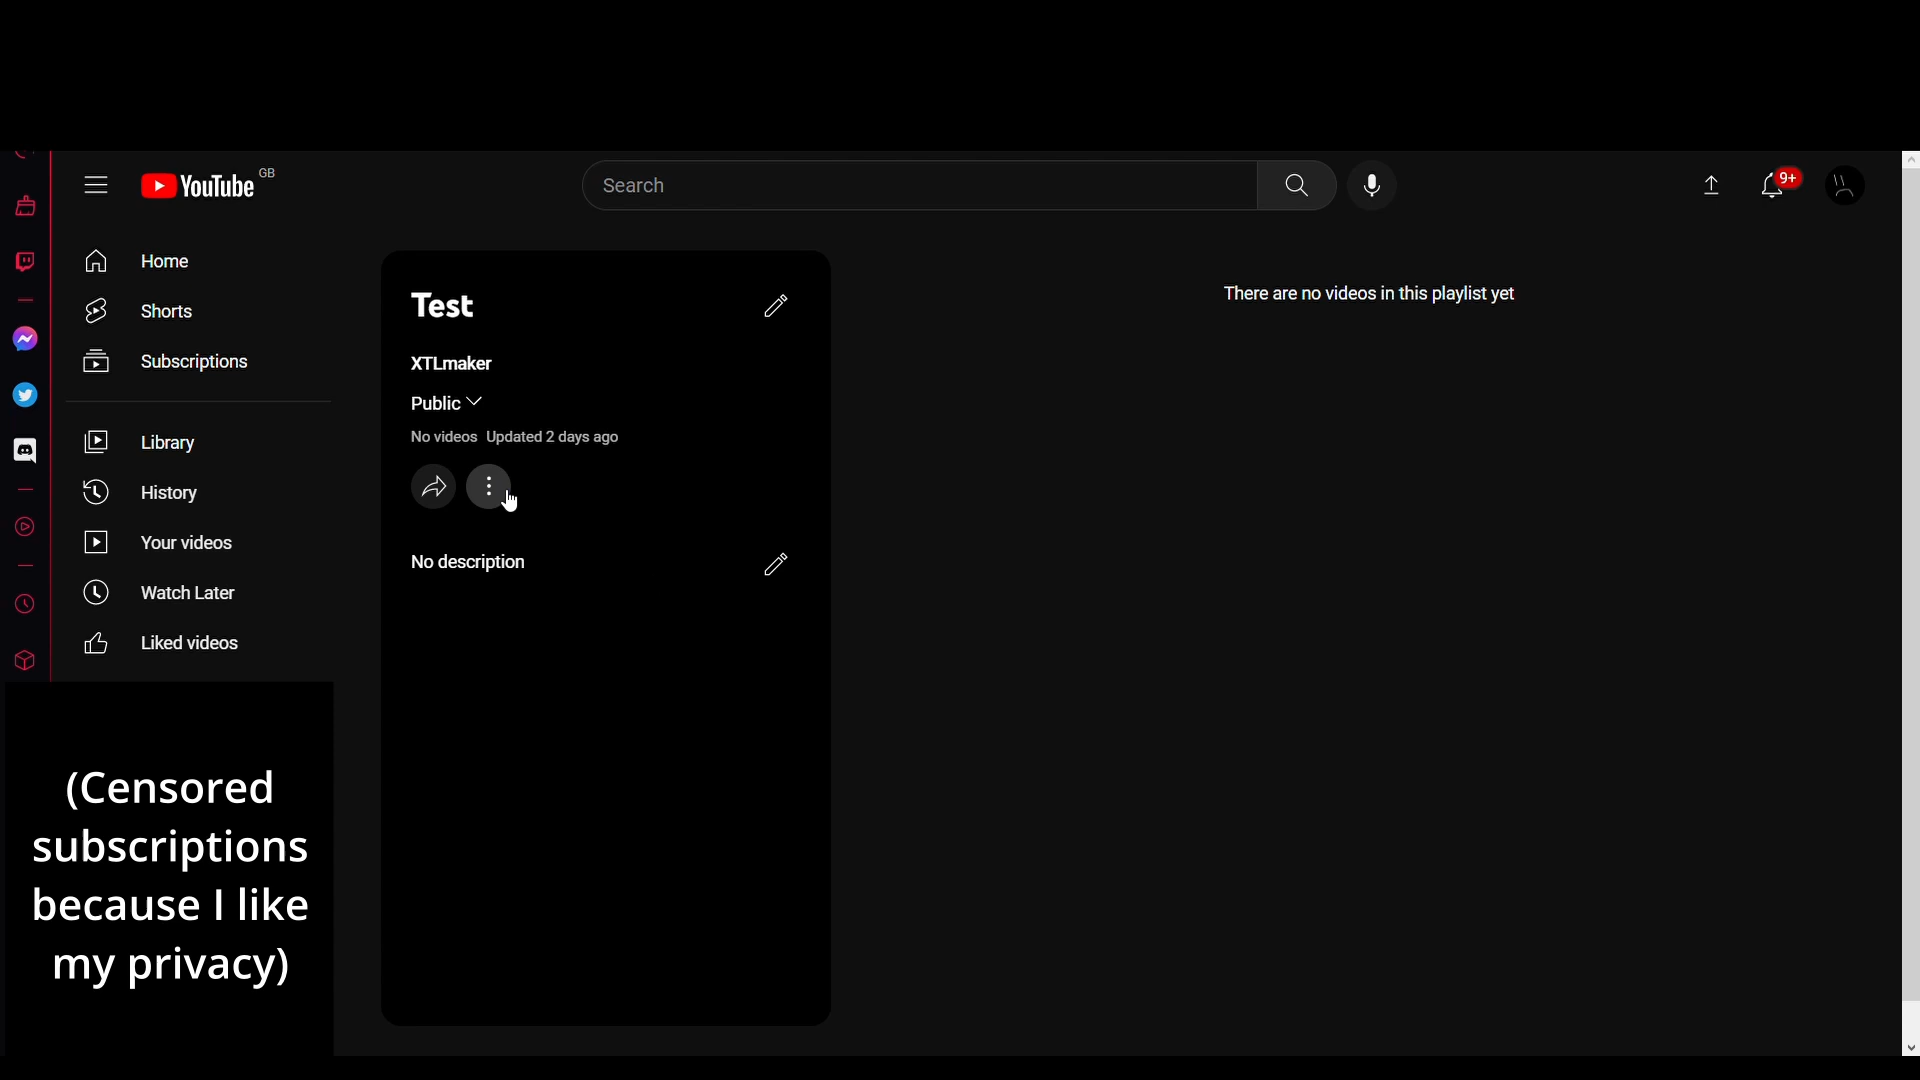 YouTube GB
Search
9+
Home
Shorts
Subscriptions
Library
History
Your videos
Watch Later
Liked videos
(Censored
subscriptions
because I like
my privacy)
Test
XTLmaker
Public
No videos Updated 2 days ago
No description
There are no videos in this playlist yet